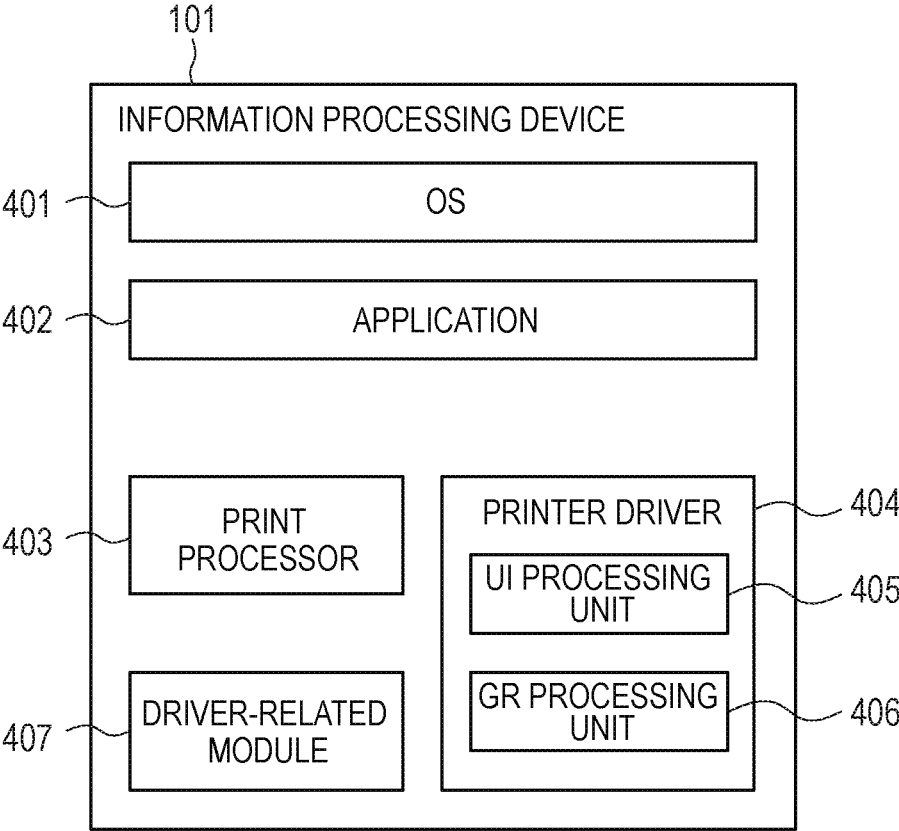 101
INFORMATION PROCESSING DEVICE
401
OS
402
APPLICATION
403
PRINT
PROCESSOR
PRINTER DRIVER
404
UI PROCESSING
UNIT
405
407
DRIVER-RELATED
MODULE
GR PROCESSING
UNIT
406